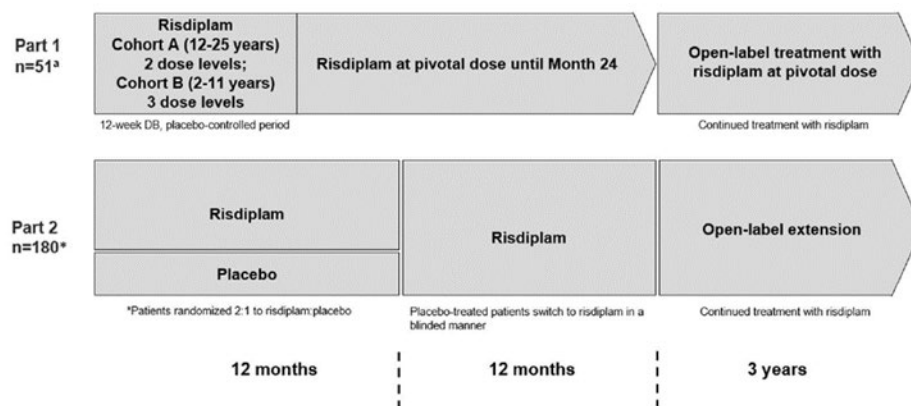 Part 1
n=51ª
Risdiplam
Cohort A (12-25 years)
2 dose levels;
Cohort B (2-11 years)
3 dose levels
Risdiplam at pivotal dose until Month 24
Open-label treatment with
risdiplam at pivotal dose
12-week DB, placebo-controlled period
Continued treatment with risdiplam
Part 2
n=180*
Risdiplam
Placebo
Risdiplam
Open-label extension
*Patients randomized 2:1 to risdiplam:placebo
Placebo-treated patients switch to risdiplam in a
blinded manner
Continued treatment with risdiplam
12 months
12 months
3 years